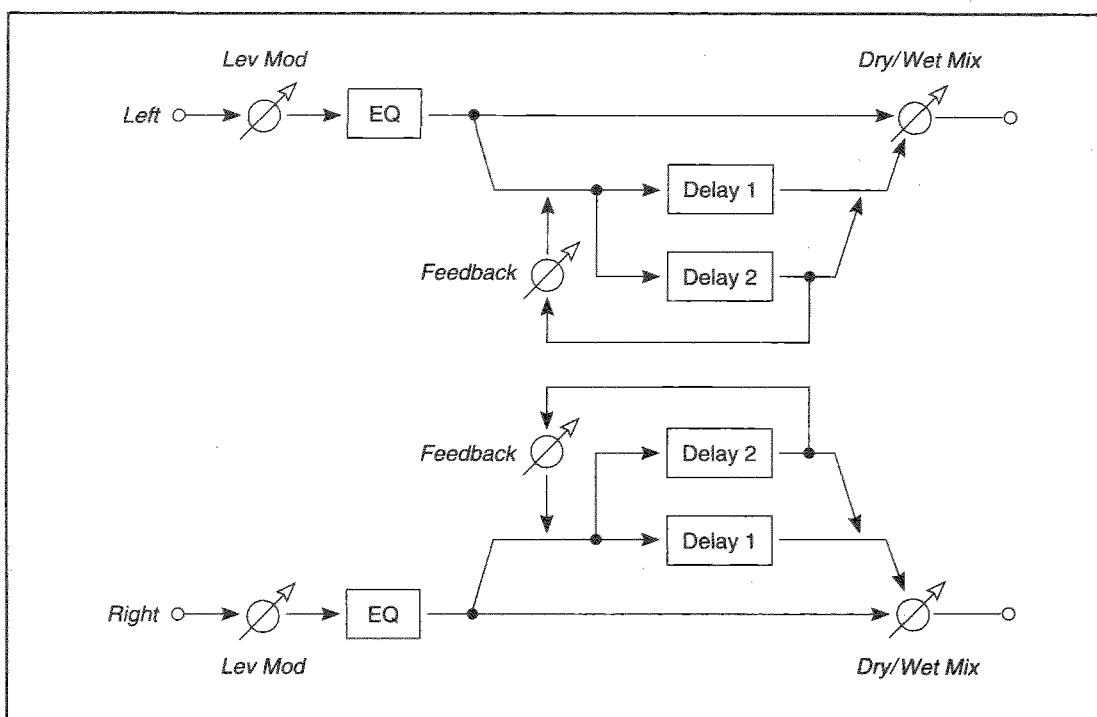 Lev Mod
Dry/Wet Mix
Left
EQ
Delay 1
Feedback
Delay 2
Feedback
Delay 2
Delay 1
Right
EQ
Lev Mod
Dry/Wet Mix